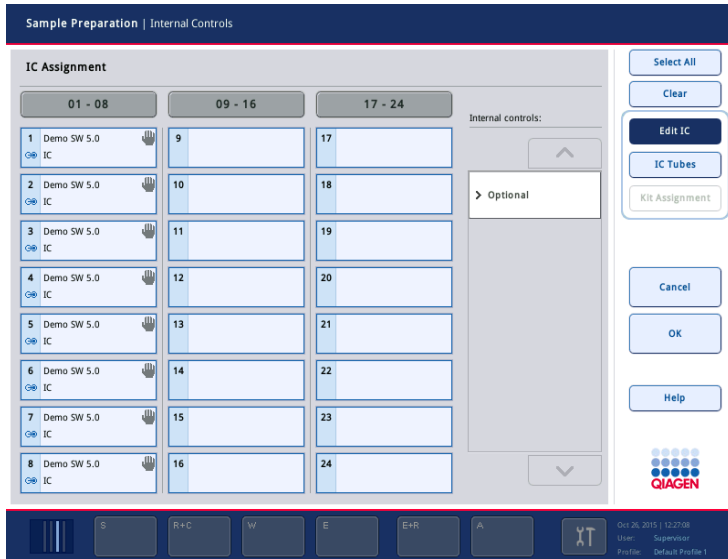 Sample Preparation | Internal Controls
IC Assignment
01 - 08
09 - 16
17 - 24
Internal controls:
1 Demo SW 5.0
IC
2 Demo SW 5.0
IC
3 Demo SW 5.0
IC
4 Demo SW 5.0
IC
5 Demo SW 5.0
IC
6 Demo SW 5.0
IC
7 Demo SW 5.0
IC
8 Demo SW 5.0
IC
9
10
11
12
13
14
15
16
17
18
19
20
21
22
23
24
Optional
Select All
Clear
Edit IC
IC Tubes
Kit Assignment
Cancel
OK
Help
QIAGEN
S
R+C
W
E
E+R
A
Oct 26, 2015 | 12:27:08
User: Supervisor
Profile: Default Profile 1